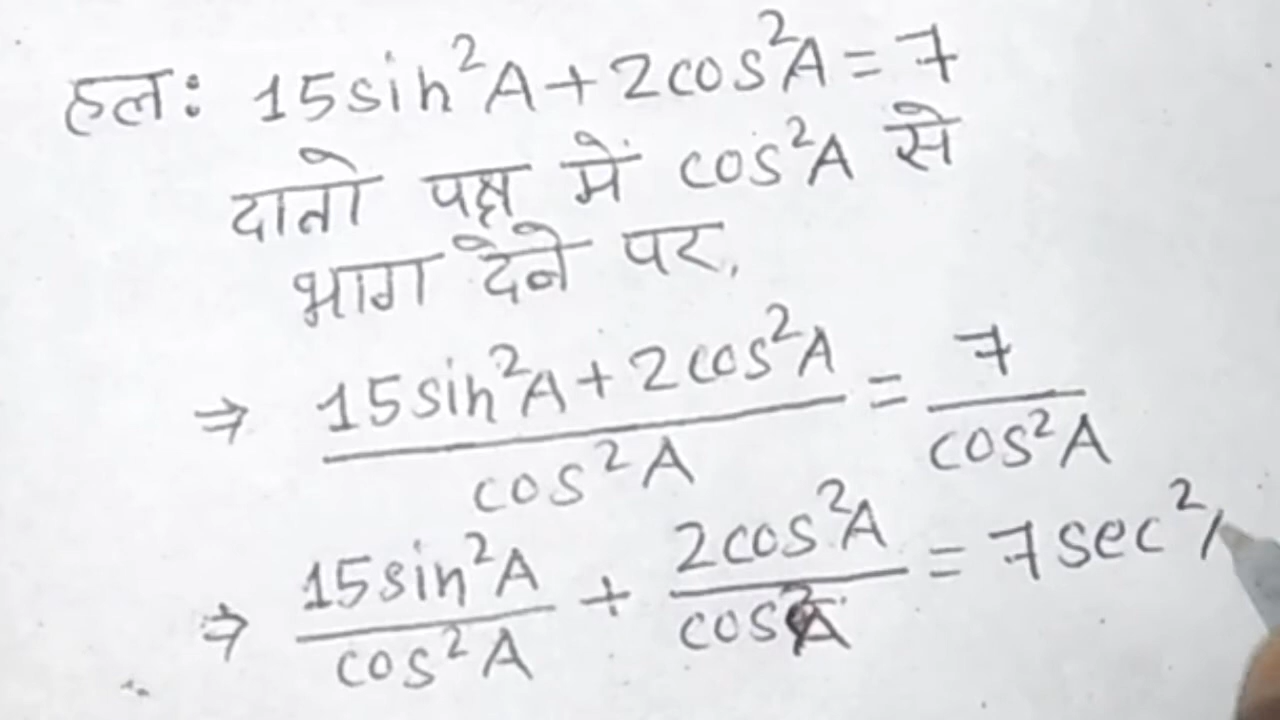 हलः 15sin²A + 2cos²A = 7
दातो पक्ष में cos²A से
भाग देने पर,
⇒ (15sin²A + 2cos²A)/(cos²A) = 7/(cos²A)
⇒ (15sin²A)/(cos²A) + (2cos²A)/(cos²A) = 7sec²